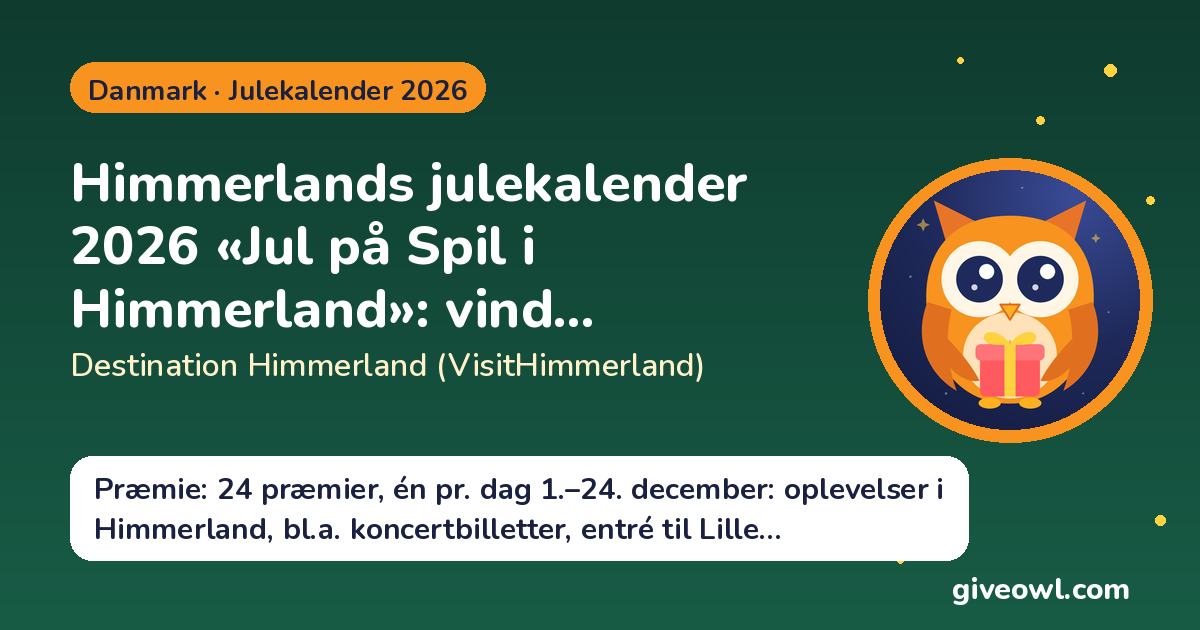 Danmark · Julekalender 2026
Himmerlands julekalender
2026 «Jul på Spil i
Himmerland»: vind...
Destination Himmerland (VisitHimmerland)
Præmie: 24 præmier, én pr. dag 1.–24. december: oplevelser i
Himmerland, bl.a. koncertbilletter, entré til Lille...
giveowl.com